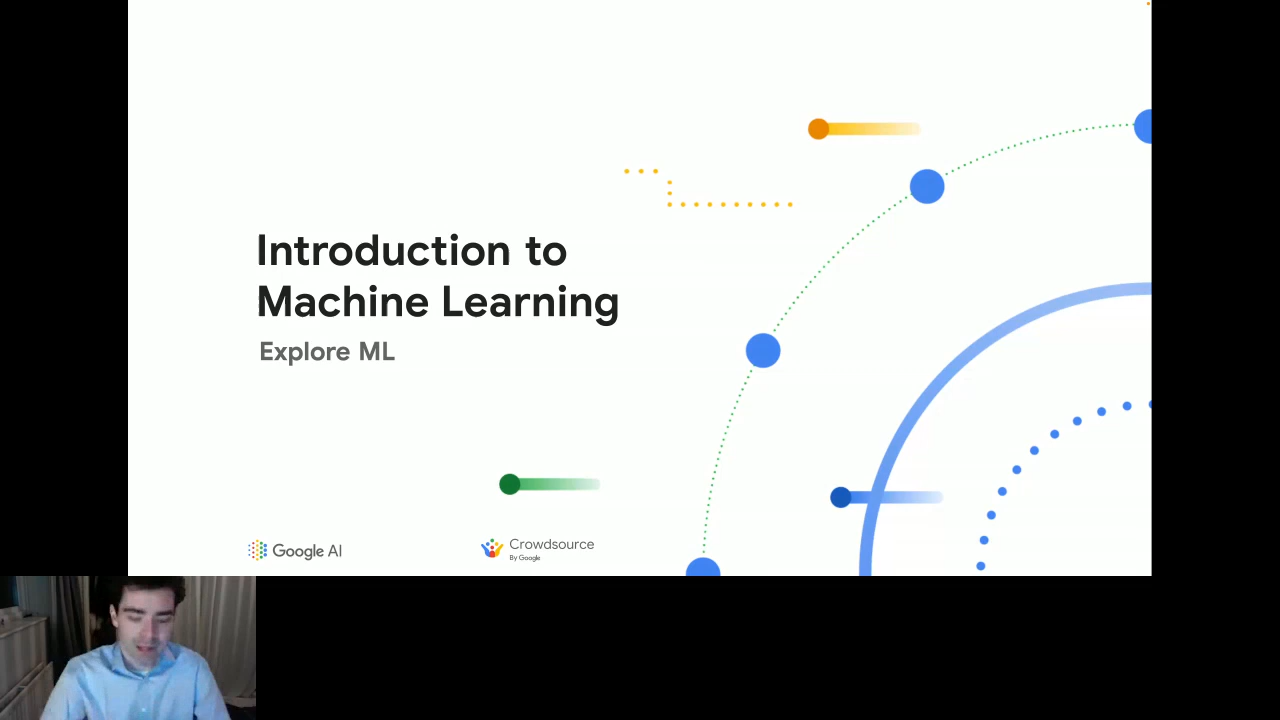 Introduction to
Machine Learning
Explore ML
Google AI
Crowdsource
By Google